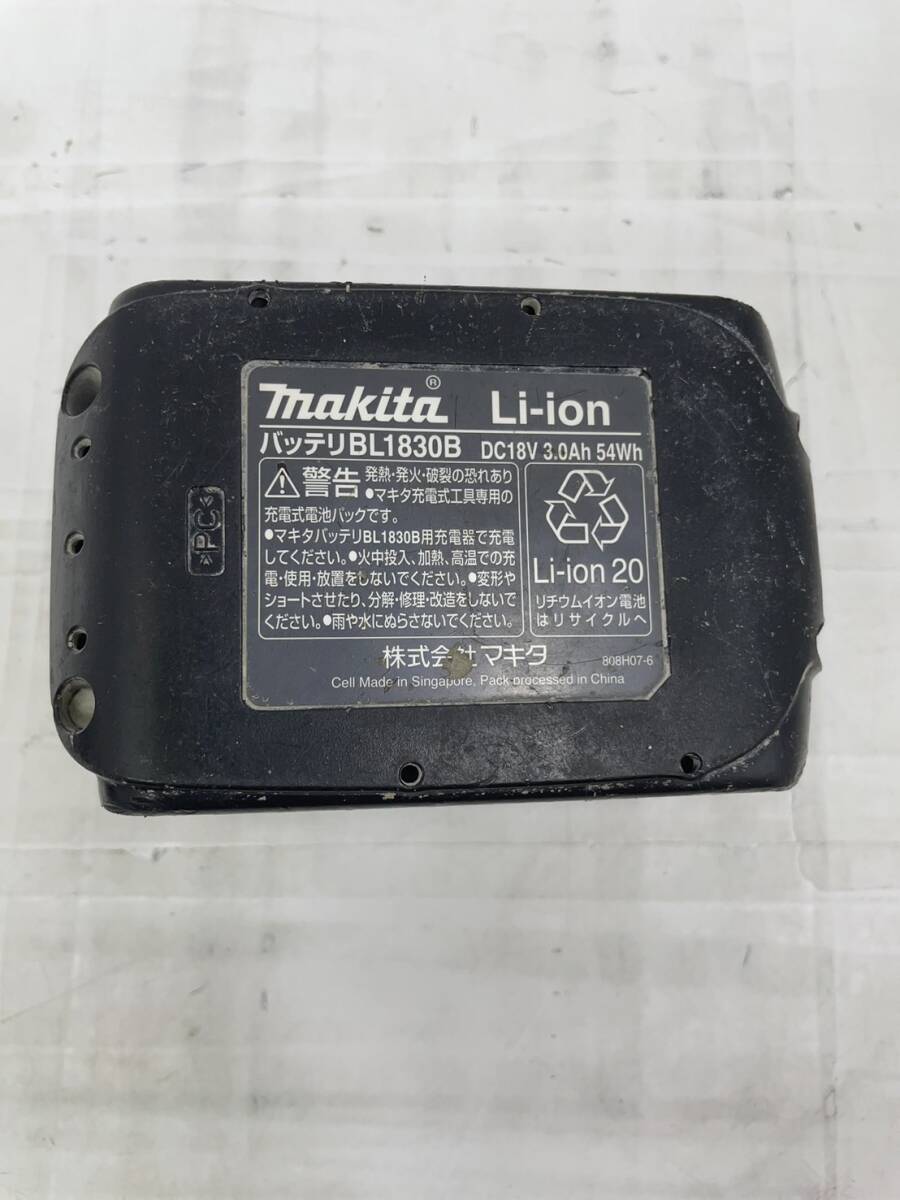 makita®
Li-ion
バッテリBL1830B
DC18V 3.0Ah 54Wh
警告 発熱・発火・破裂の恐れあり
●マキタ充電式工具専用の
充電式電池パックです。
●マキタバッテリBL1830B用充電器で充電
してください。●火中投入、加熱、高温での充
電・使用・放置をしないでください。●変形や
ショートさせたり、分解・修理・改造をしないで
ください。●雨や水にぬらさないでください。
Li-ion 20
リチウムイオン電池
はリサイクルへ
株式会社マキタ
808H07-6
Cell Made in Singapore, Pack processed in China
PC